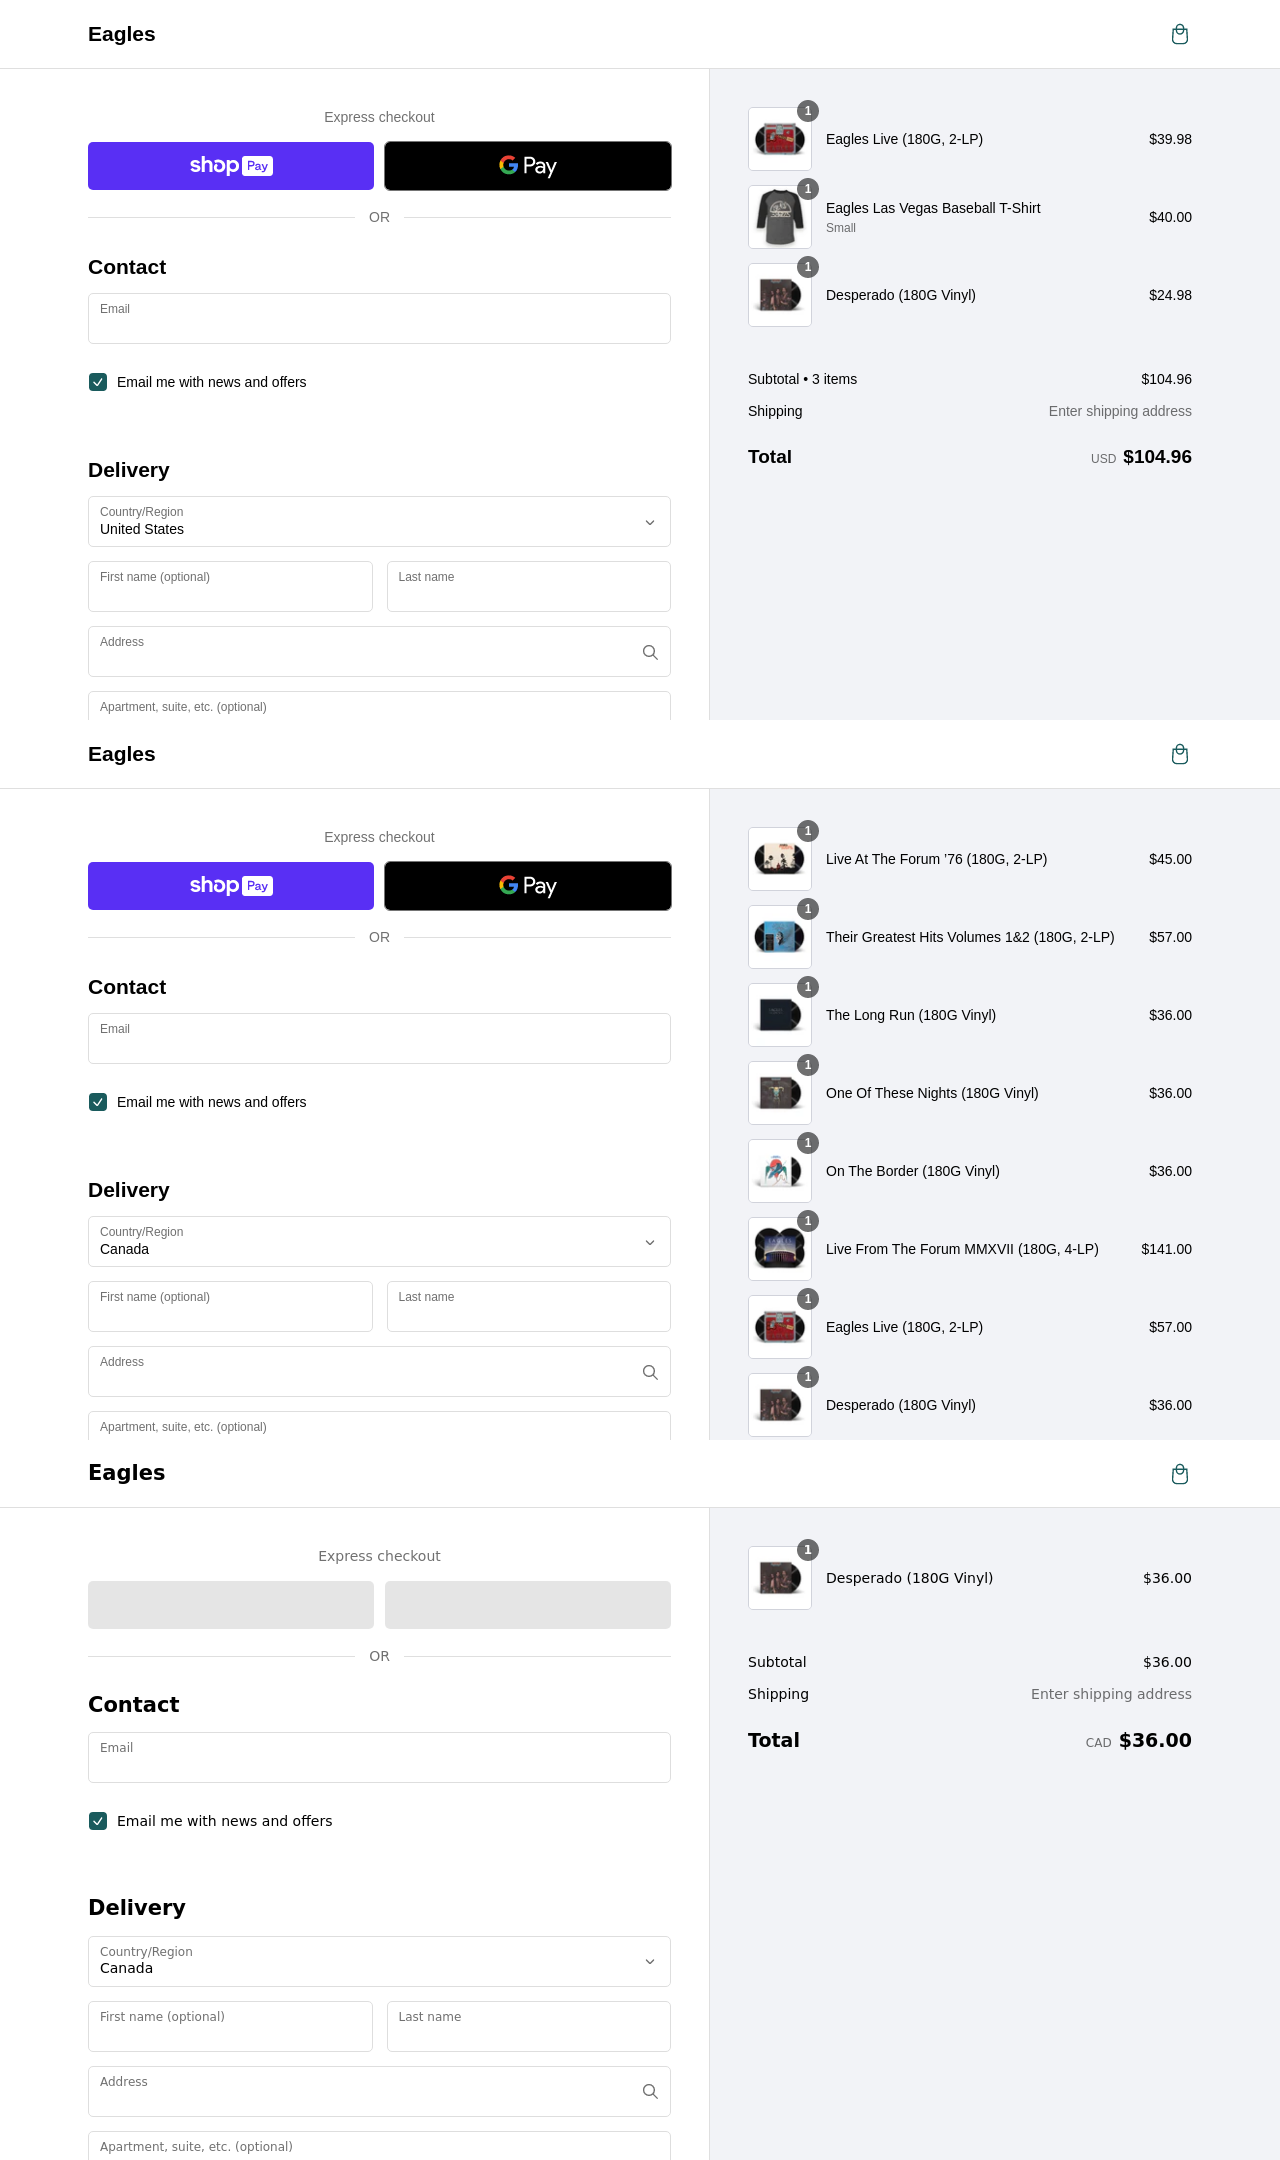 Eagles
Express checkout
shop Pay
G Pay
OR
Contact
Email
Email me with news and offers
Delivery
Country/Region
United States
First name (optional)
Last name
Address
Apartment, suite, etc. (optional)
1
Eagles Live (180G, 2-LP)
$39.98
1
Eagles Las Vegas Baseball T-Shirt
Small
$40.00
1
Desperado (180G Vinyl)
$24.98
Subtotal • 3 items
$104.96
Shipping
Enter shipping address
Total
USD $104.96
Eagles
Express checkout
shop Pay
G Pay
OR
Contact
Email
Email me with news and offers
Delivery
Country/Region
Canada
First name (optional)
Last name
Address
Apartment, suite, etc. (optional)
1
Live At The Forum ’76 (180G, 2-LP)
$45.00
1
Their Greatest Hits Volumes 1&2 (180G, 2-LP)
$57.00
1
The Long Run (180G Vinyl)
$36.00
1
One Of These Nights (180G Vinyl)
$36.00
1
On The Border (180G Vinyl)
$36.00
1
Live From The Forum MMXVII (180G, 4-LP)
$141.00
1
Eagles Live (180G, 2-LP)
$57.00
1
Desperado (180G Vinyl)
$36.00
Eagles
Express checkout
OR
Contact
Email
Email me with news and offers
Delivery
Country/Region
Canada
First name (optional)
Last name
Address
Apartment, suite, etc. (optional)
1
Desperado (180G Vinyl)
$36.00
Subtotal
$36.00
Shipping
Enter shipping address
Total
CAD $36.00